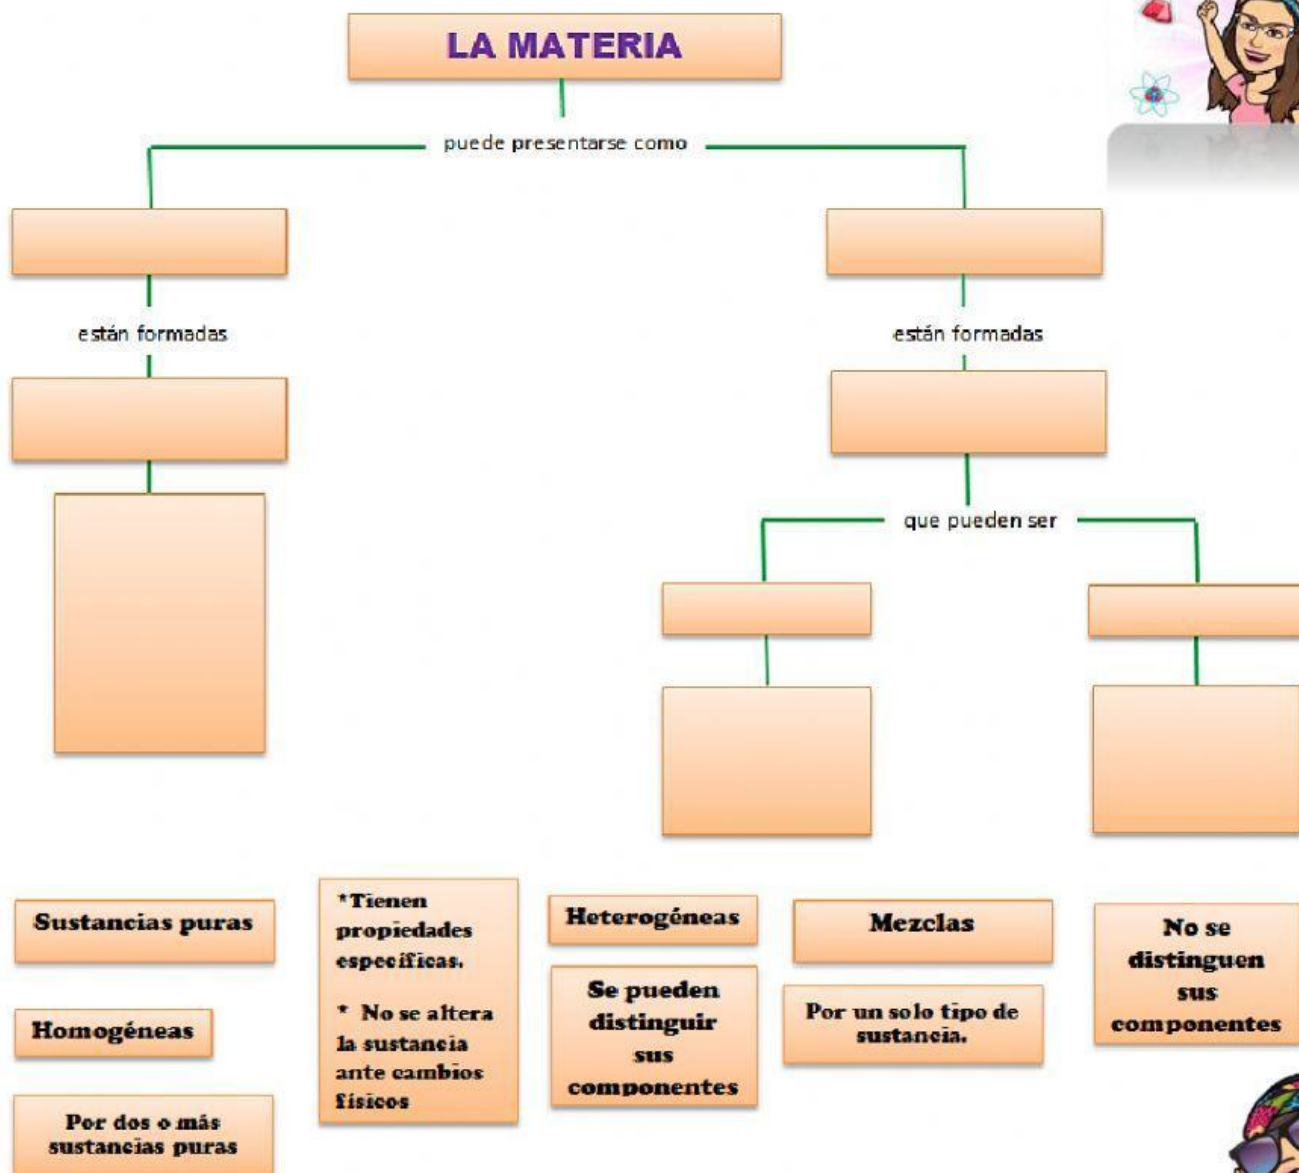 LA MATERIA
puede presentarse como
están formadas
están formadas
que pueden ser
Sustancias puras
Homogéneas
Por dos o más
sustancias puras
*Tienen
propiedades
específicas.
* No se altera
la sustancia
ante cambios
físicos
Heterogéneas
Se pueden
distinguir
sus
componentes
Mezclas
Por un solo tipo de
sustancia.
No se
distinguen
sus
componentes